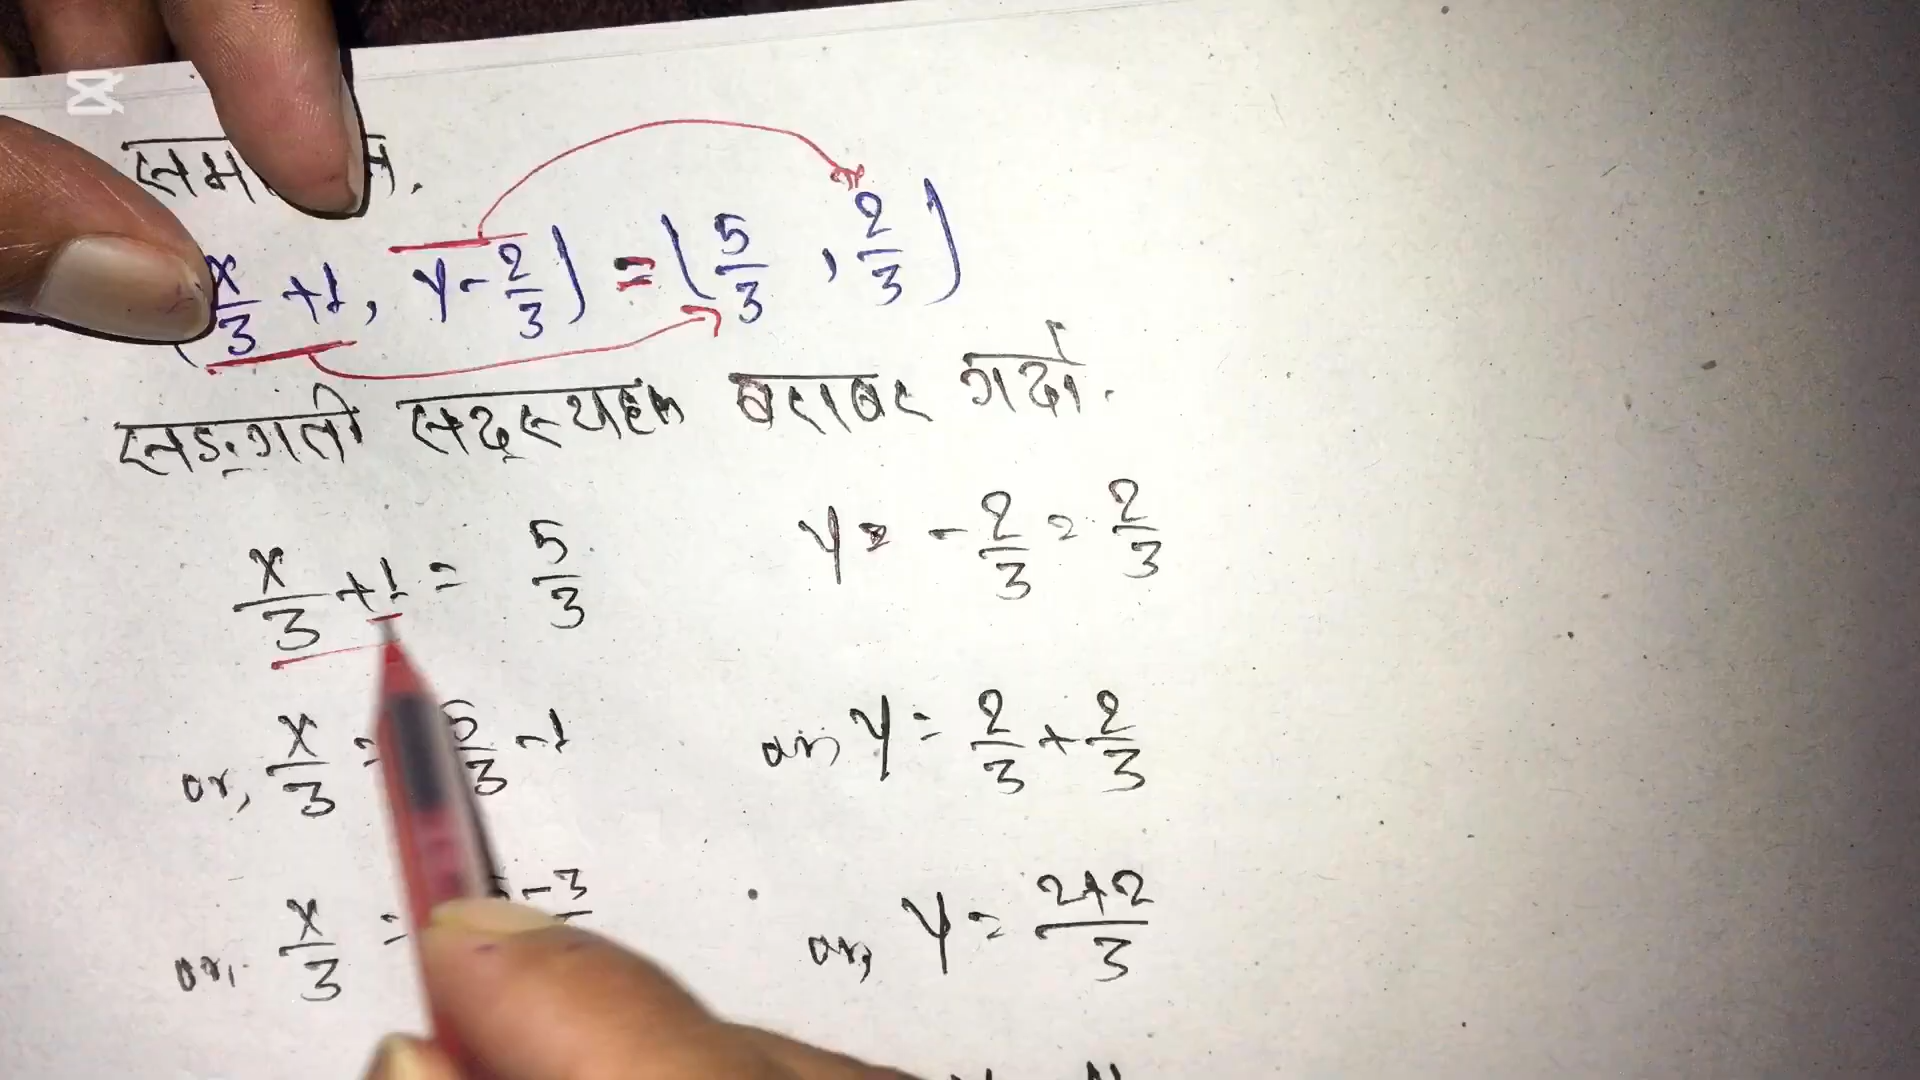 (x/3 + 1, y - 2/3) = (5/3, 2/3)
सङ्गती सदस्यहरू बराबर गर्दा.
x/3 + 1 = 5/3
y = - 2/3 = 2/3
or, x/3 = 5/3 - 1
or, y = 2/3 + 2/3
or, x/3 = - 3
or, y = 2+2/3